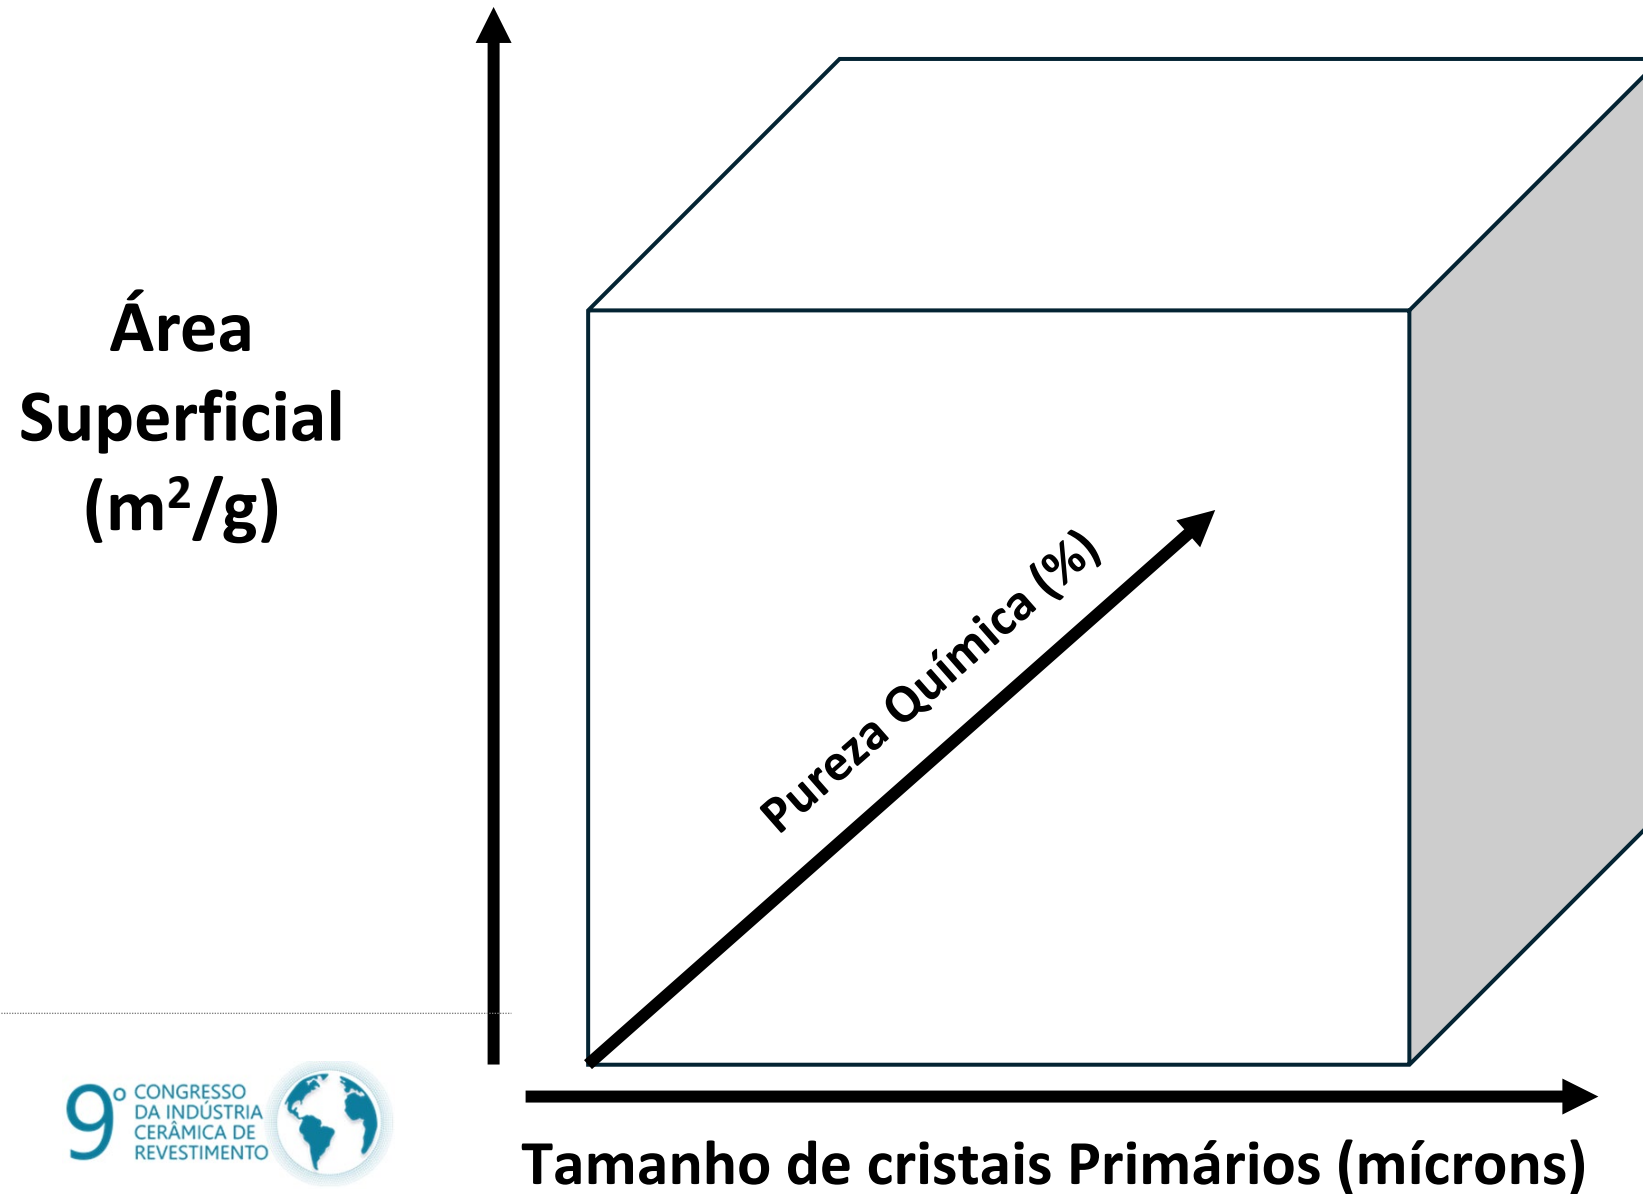 Área
Superficial
(m²/g)
Pureza Química (%)
9º CONGRESSO
DA INDÚSTRIA
CERÂMICA DE
REVESTIMENTO
Tamanho de cristais Primários (mícrons)